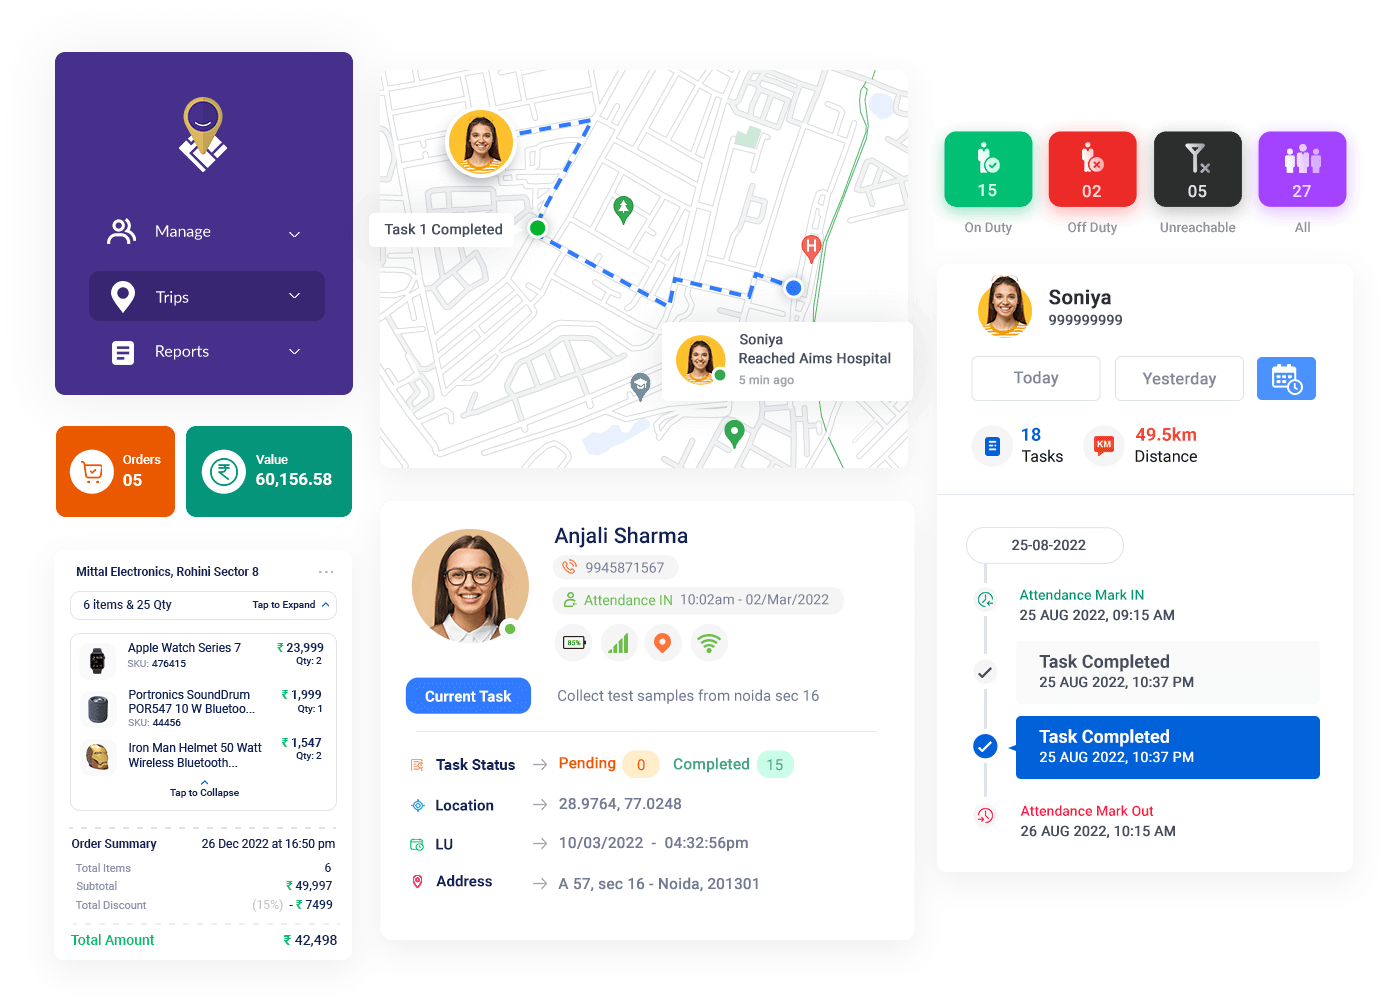 Manage
Trips
Reports
Orders
05
Value
60,156.58
Mittal Electronics, Rohini Sector 8
6 items & 25 Qty
Tap to Expand
Apple Watch Series 7
₹ 23,999
SKU: 476415
Qty: 2
Portronics SoundDrum
₹ 1,999
POR547 10 W Bluetoo...
Qty: 1
SKU: 44456
Iron Man Helmet 50 Watt
₹ 1,547
Wireless Bluetooth...
Qty: 2
Tap to Collapse
Order Summary
26 Dec 2022 at 16:50 pm
Total Items
6
Subtotal
₹ 49,997
Total Discount
(15%) - ₹ 7499
Total Amount
₹ 42,498
Task 1 Completed
H
Soniya
Reached Aims Hospital
5 min ago
Anjali Sharma
9945871567
Attendance IN 10:02am - 02/Mar/2022
85%
Current Task
Collect test samples from noida sec 16
Task Status
Pending 0 Completed 15
Location
28.9764, 77.0248
LU
10/03/2022 - 04:32:56pm
Address
A 57, sec 16 - Noida, 201301
15
On Duty
02
Off Duty
05
Unreachable
27
All
Soniya
999999999
Today
Yesterday
18
Tasks
KM
49.5km
Distance
25-08-2022
Attendance Mark IN
25 AUG 2022, 09:15 AM
Task Completed
25 AUG 2022, 10:37 PM
Task Completed
25 AUG 2022, 10:37 PM
Attendance Mark Out
26 AUG 2022, 10:15 AM